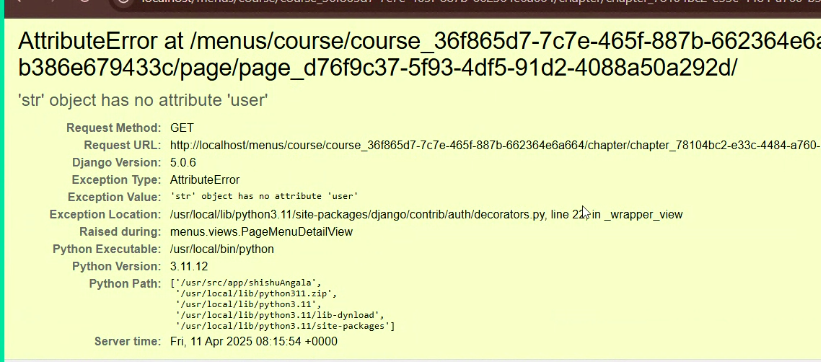 AttributeError at /menus/course/course_36f865d7-7c7e-465f-887b-662364e6a
b386e679433c/page/page_d76f9c37-5f93-4df5-91d2-4088a50a292d/
'str' object has no attribute 'user'
Request Method: GET
Request URL: http://localhost/menus/course/course_36f865d7-7c7e-465f-887b-662364e6a664/chapter/chapter_78104bc2-e33c-4484-a760-
Django Version: 5.0.6
Exception Type: AttributeError
Exception Value: 'str' object has no attribute 'user'
Exception Location: /usr/local/lib/python3.11/site-packages/django/contrib/auth/decorators.py, line 22, in _wrapper_view
Raised during: menus.views.PageMenuDetailView
Python Executable: /usr/local/bin/python
Python Version: 3.11.12
Python Path: ['/usr/src/app/shishuAngala',
'/usr/local/lib/python311.zip',
'/usr/local/lib/python3.11',
'/usr/local/lib/python3.11/lib-dynload',
'/usr/local/lib/python3.11/site-packages']
Server time: Fri, 11 Apr 2025 08:15:54 +0000